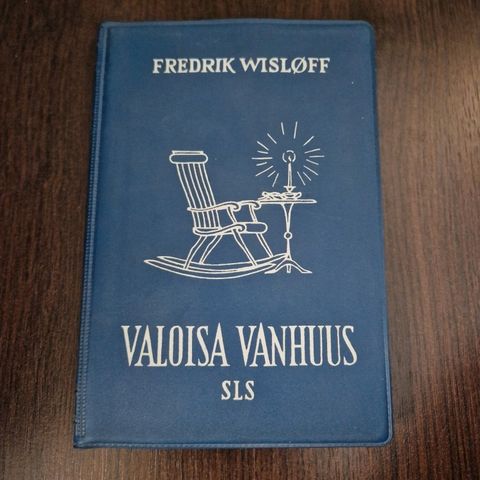 FREDRIK WISLØFF
VALOISA VANHUUS
SLS